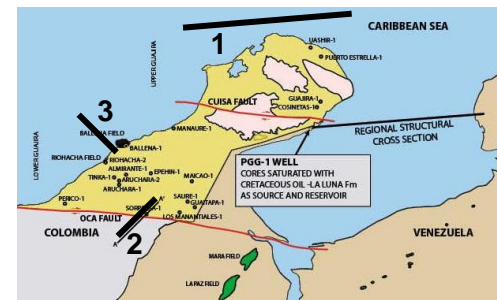 1
CARIBBEAN SEA
UASHIR-1
PUERTO ESTRELLA-1
UPPER GUAJIRA
GUAJIRA-1
COSINETAS-1
CUISA FAULT
3
LOWER GUAJIRA
MANAURE-1
REGIONAL STRUCTURAL
CROSS SECTION
BALLENA FIELD
BALLENA-1
RIOHACHA FIELD
RIOHACHA-2
ALMIRANTE-1
EPEHIN-1
TINKA-1
ARUCHARA-2
ARUCHARA-1
MAICAO-1
PGG-1 WELL
CORES SATURATED WITH
CRETACEOUS OIL -LA LUNA Fm
AS SOURCE AND RESERVOIR
PERICO-1
SAURE-1
GUAITAPA-1
A'
OCA FAULT
LOS MANANTIALES-1
COLOMBIA
2
A
VENEZUELA
MARA FIELD
LA PAZ FIELD